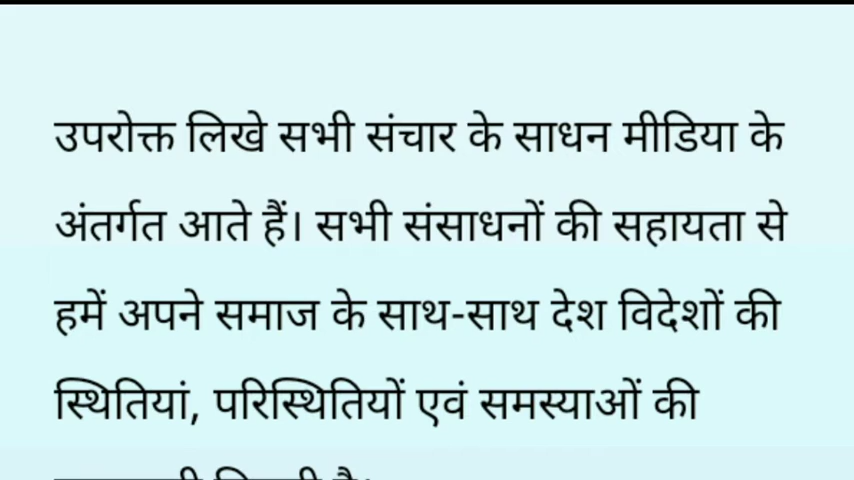 उपरोक्त लिखे सभी संचार के साधन मीडिया के
अंतर्गत आते हैं। सभी संसाधनों की सहायता से
हमें अपने समाज के साथ-साथ देश विदेशों की
स्थितियां, परिस्थितियों एवं समस्याओं की